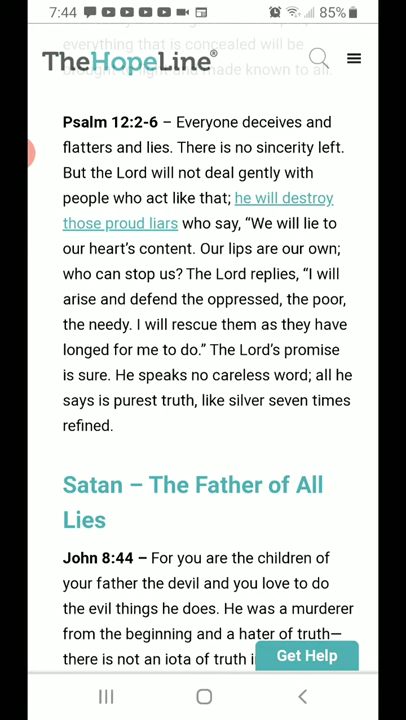 7:44
85%
everything that is concealed will be
TheHopeLine®
brought to light and made known to all.
Psalm 12:2-6 – Everyone deceives and
flatters and lies. There is no sincerity left.
But the Lord will not deal gently with
people who act like that; he will destroy
those proud liars who say, “We will lie to
our heart’s content. Our lips are our own;
who can stop us? The Lord replies, “I will
arise and defend the oppressed, the poor,
the needy. I will rescue them as they have
longed for me to do.” The Lord’s promise
is sure. He speaks no careless word; all he
says is purest truth, like silver seven times
refined.
Satan – The Father of All
Lies
John 8:44 – For you are the children of
your father the devil and you love to do
the evil things he does. He was a murderer
from the beginning and a hater of truth—
there is not an iota of truth
Get Help